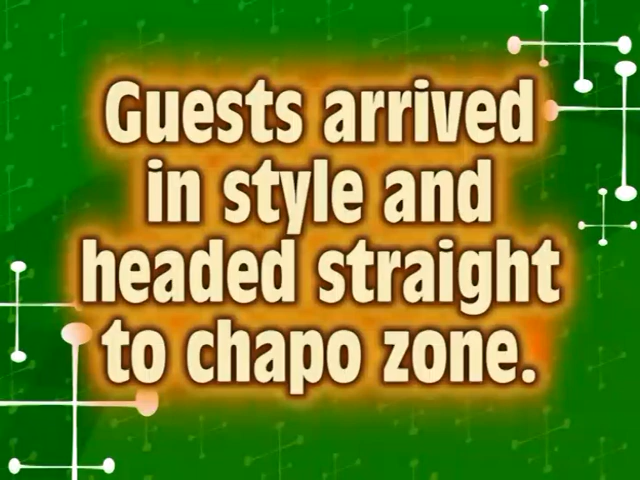 Guests arrived
in style and
headed straight
to chapo zone.